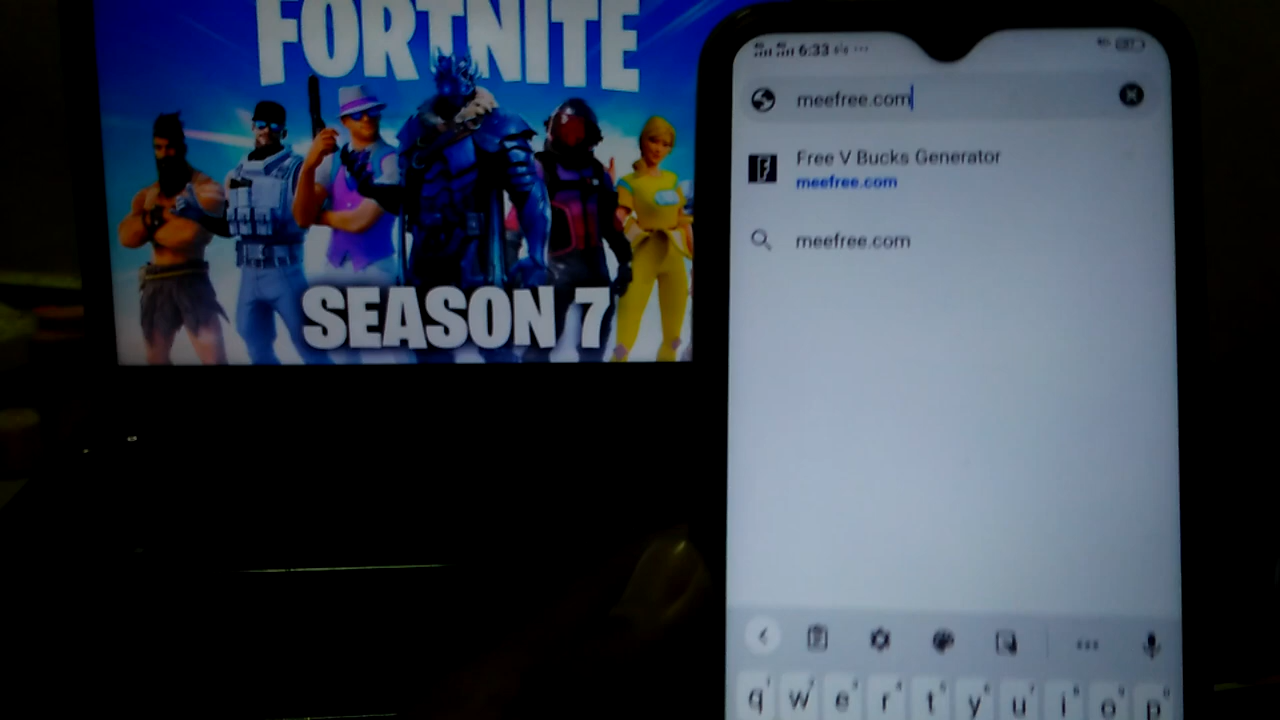 FORTNITE
SEASON 7
6:33
meefree.com
Free V Bucks Generator
meefree.com
meefree.com
q w e r t y u i o p